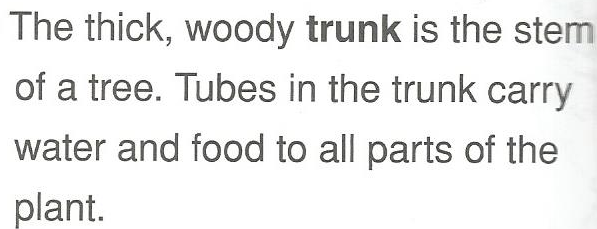 The thick, woody trunk is the stem
of a tree. Tubes in the trunk carry
water and food to all parts of the
plant.